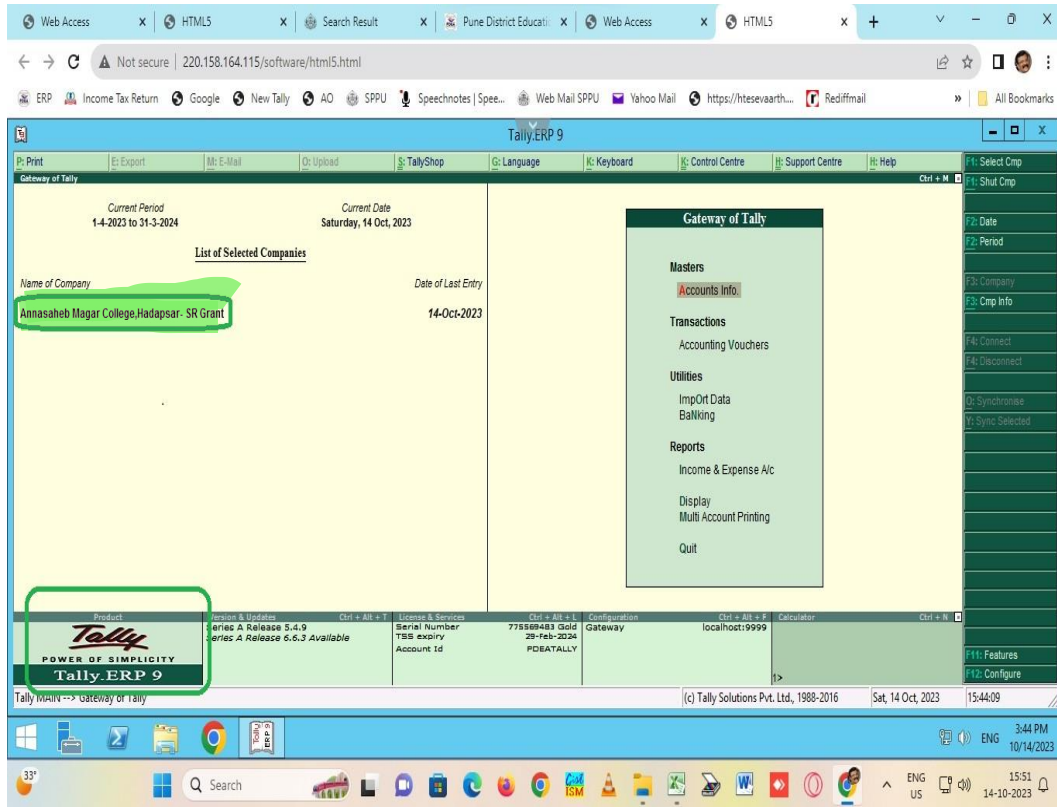 Web Access x HTML5 x Search Result x Pune District Educati x Web Access x HTML5 x +
Not secure 220.158.164.115/software/html5.html
ERP Income Tax Return Google New Tally AO SPPU Speechnotes | Spee... Web Mail SPPU Yahoo Mail https://htesevaarth.... Rediffmail » All Bookmarks
Tally.ERP 9
P: Print E: Export M: E-Mail O: Upload S: TallyShop G: Language K: Keyboard K: Control Centre H: Support Centre H: Help F1: Select Cmp
Gateway of Tally Ctrl + M F1: Shut Cmp
Current Period Current Date
1-4-2023 to 31-3-2024 Saturday, 14 Oct, 2023
List of Selected Companies
Name of Company Date of Last Entry
Annasaheb Magar College,Hadapsar- SR Grant 14-Oct-2023
Gateway of Tally
Masters
Accounts Info.
Transactions
Accounting Vouchers
Utilities
ImpOrt Data
BaNking
Reports
Income & Expense A/c
Display
Multi Account Printing
Quit
F2: Date
F2: Period
F3: Company
F3: Cmp Info
F4: Connect
F4: Disconnect
O: Synchronise
Y: Sync Selected
F11: Features
F12: Configure
Product Version & Updates Ctrl + Alt + T License & Services Ctrl + Alt + L Configuration Ctrl + Alt + F Calculator Ctrl + N
Tally
POWER OF SIMPLICITY
Tally.ERP 9
Series A Release 5.4.9
Series A Release 6.6.3 Available
Serial Number 775569483 Gold
TSS expiry 29-Feb-2024
Account Id PDEATALLY
Gateway localhost:9999
1>
Tally MAIN --> Gateway of Tally (c) Tally Solutions Pvt. Ltd., 1988-2016 Sat, 14 Oct, 2023 15:44:09
Tally ERP 9 ENG 3:44 PM
10/14/2023
33° Search GIST ISM ENG US 15:51
14-10-2023